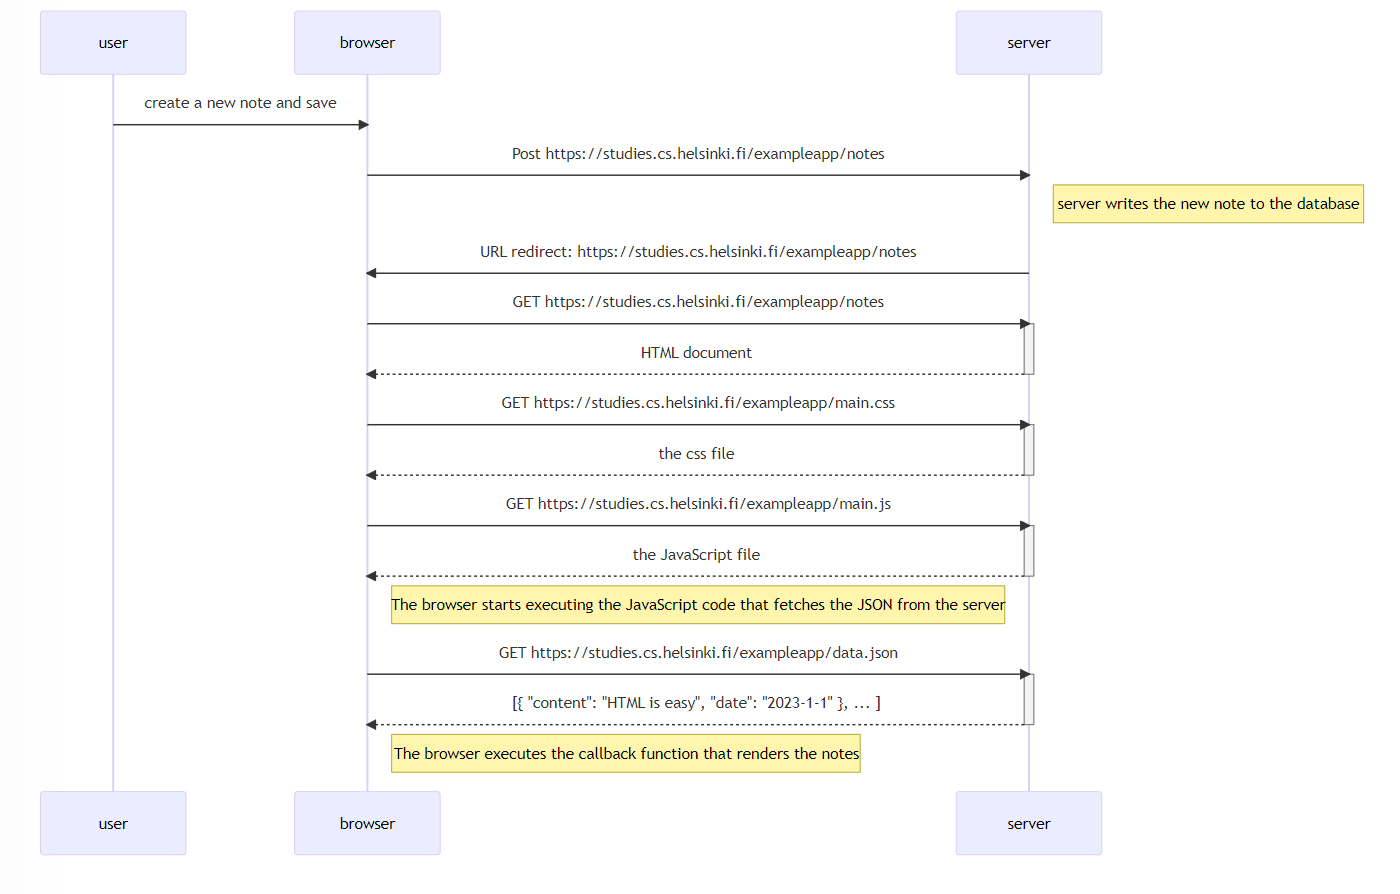 user
browser
server
create a new note and save
Post https://studies.cs.helsinki.fi/exampleapp/notes
server writes the new note to the database
URL redirect: https://studies.cs.helsinki.fi/exampleapp/notes
GET https://studies.cs.helsinki.fi/exampleapp/notes
HTML document
GET https://studies.cs.helsinki.fi/exampleapp/main.css
the css file
GET https://studies.cs.helsinki.fi/exampleapp/main.js
the JavaScript file
The browser starts executing the JavaScript code that fetches the JSON from the server
GET https://studies.cs.helsinki.fi/exampleapp/data.json
[{ "content": "HTML is easy", "date": "2023-1-1" }, ... ]
The browser executes the callback function that renders the notes
user
browser
server